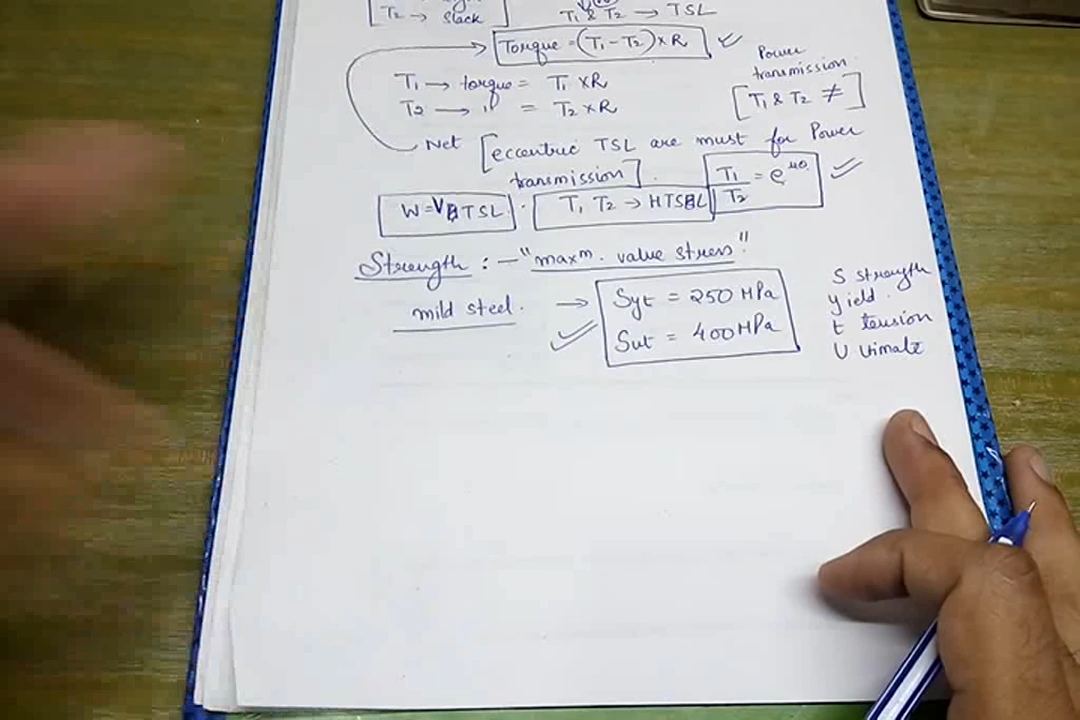 T2 → Slack
T1 & T2 → TSL
Torque = (T1 - T2) × R
Power
transmission
T1 → torque = T1 × R
[T1 & T2 ≠]
T2 → 〃 = T2 × R
Net [eccentric TSL are must for Power
transmission]
T1/T2 = e^μθ
W = V TSL . T1 T2 → HTSL
Strength : — "maxm. value stress"
mild steel. → Syt = 250 MPa
Sut = 400 MPa
S strength
y ield
t tension
U utimate